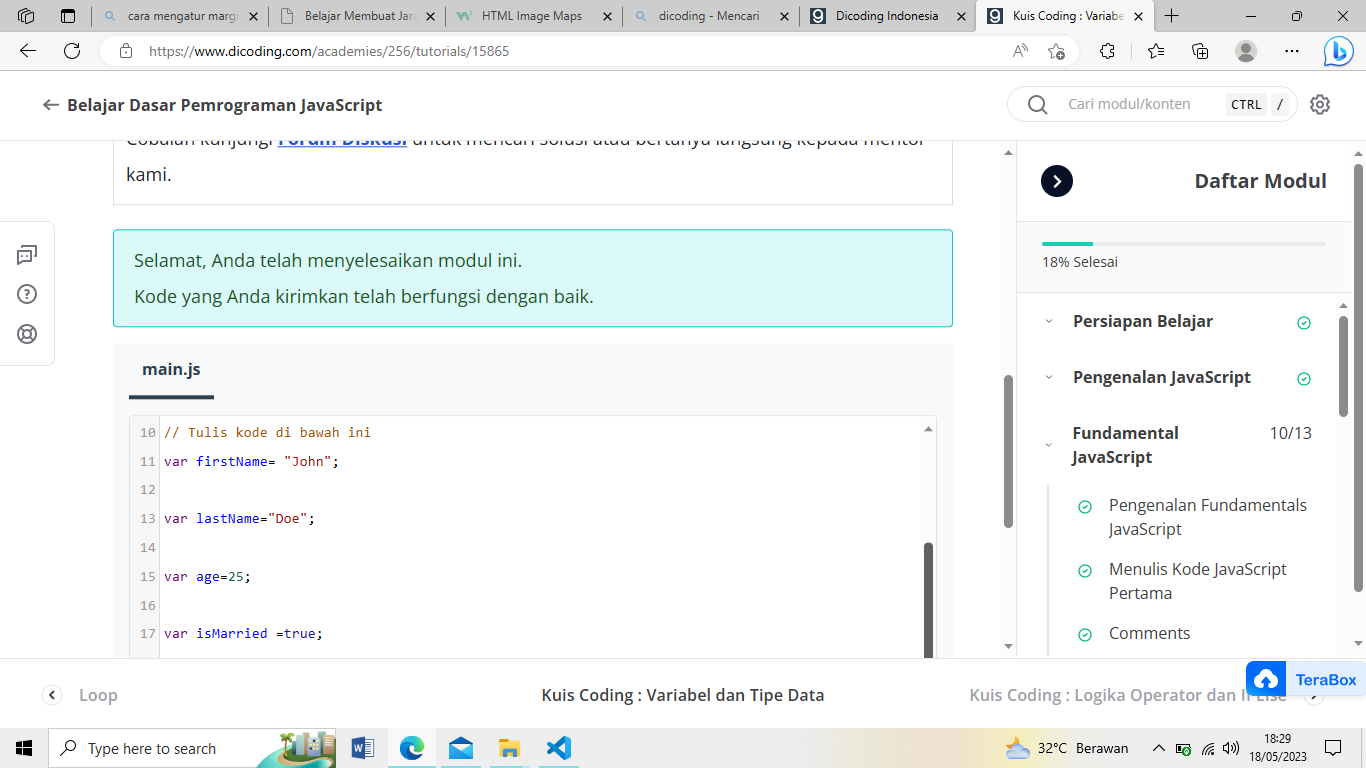 cara mengatur marg
Belajar Membuat Jar
HTML Image Maps
dicoding - Mencari
Dicoding Indonesia
Kuis Coding : Variabe
https://www.dicoding.com/academies/256/tutorials/15865
Belajar Dasar Pemrograman JavaScript
Cari modul/konten
CTRL /
Cobalah kunjungi Forum Diskusi untuk mencari solusi atau bertanya langsung kepada mentor
kami.
Selamat, Anda telah menyelesaikan modul ini.
Kode yang Anda kirimkan telah berfungsi dengan baik.
main.js
10 // Tulis kode di bawah ini
11 var firstName= "John";
12
13 var lastName="Doe";
14
15 var age=25;
16
17 var isMarried =true;
Daftar Modul
18% Selesai
Persiapan Belajar
Pengenalan JavaScript
Fundamental 10/13
JavaScript
Pengenalan Fundamentals
JavaScript
Menulis Kode JavaScript
Pertama
Comments
Loop
Kuis Coding : Variabel dan Tipe Data
Kuis Coding : Logika Operator dan If Else
TeraBox
Type here to search
32°C Berawan
18:29
18/05/2023